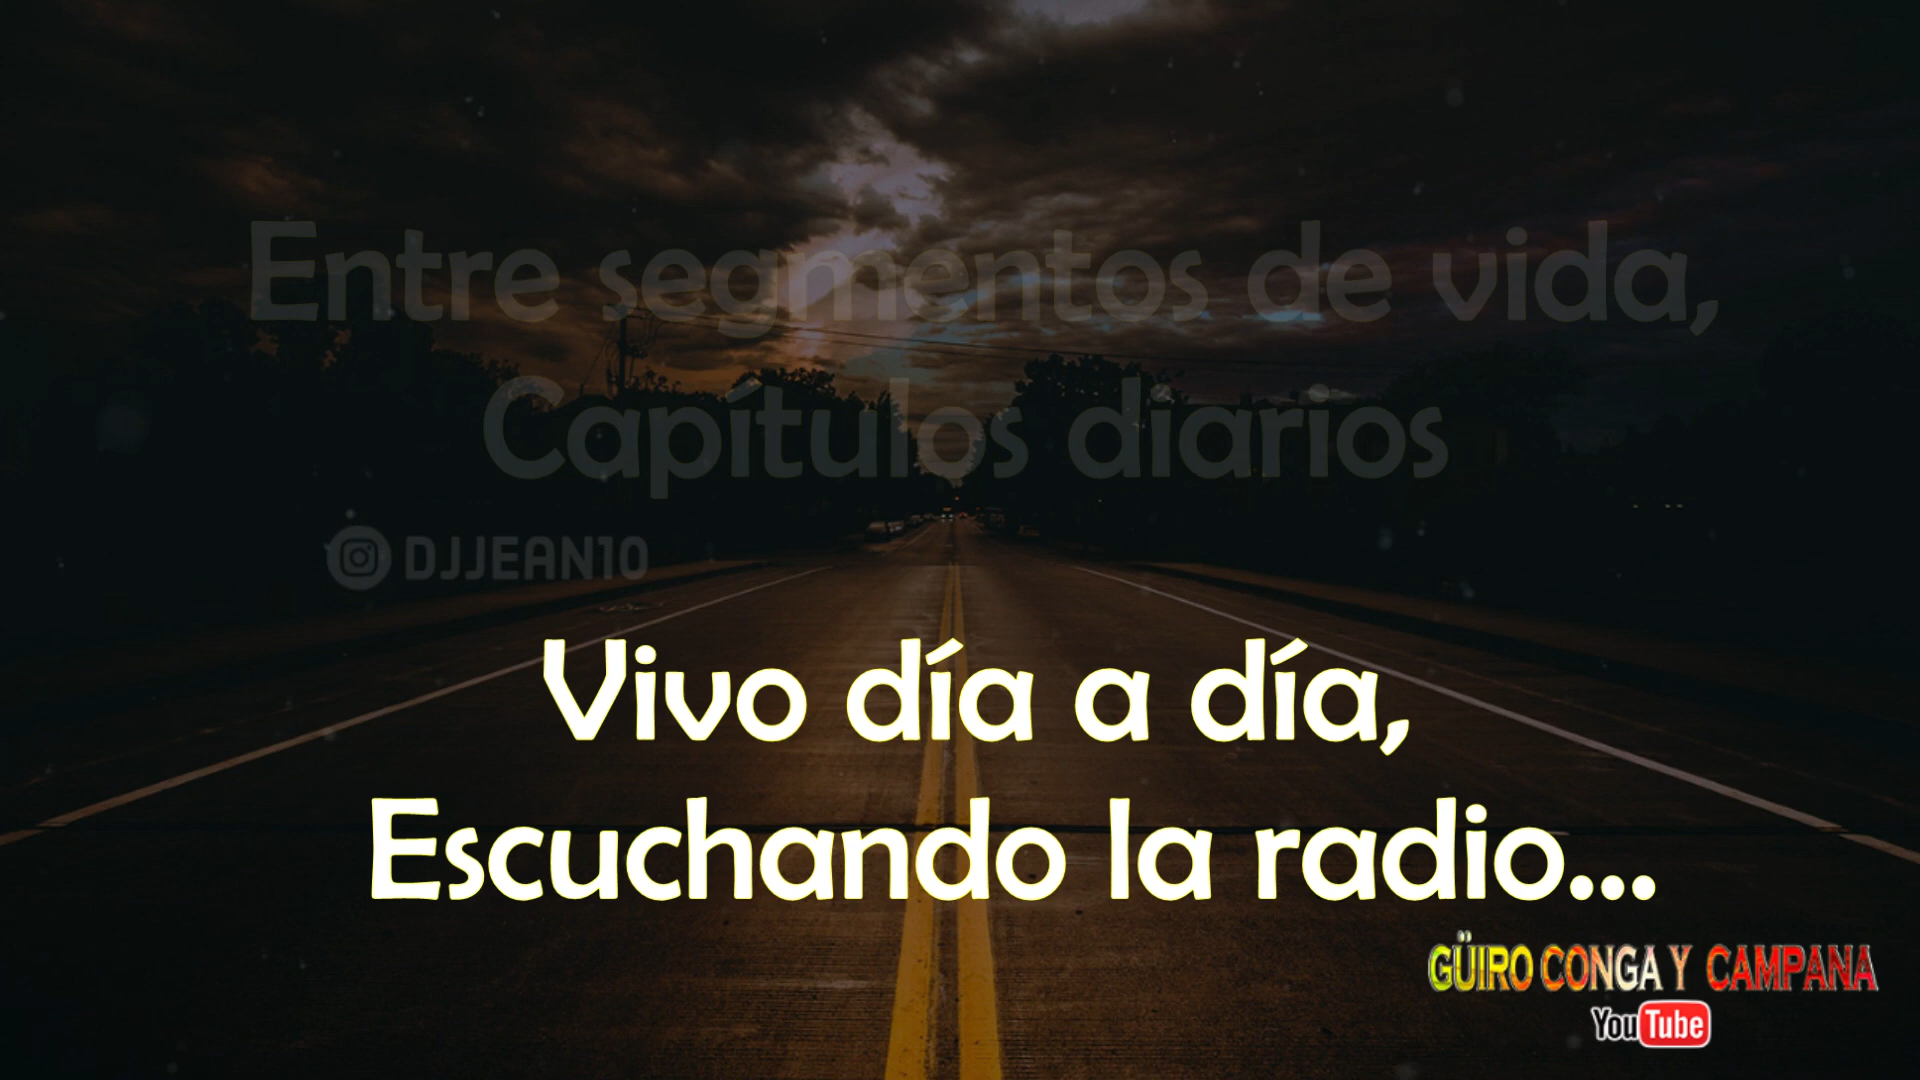 Entre segmentos de vida,
Capítulos diarios
DJJEAN10
Vivo día a día,
Escuchando la radio...
GÜIRO CONGA Y CAMPANA
YouTube